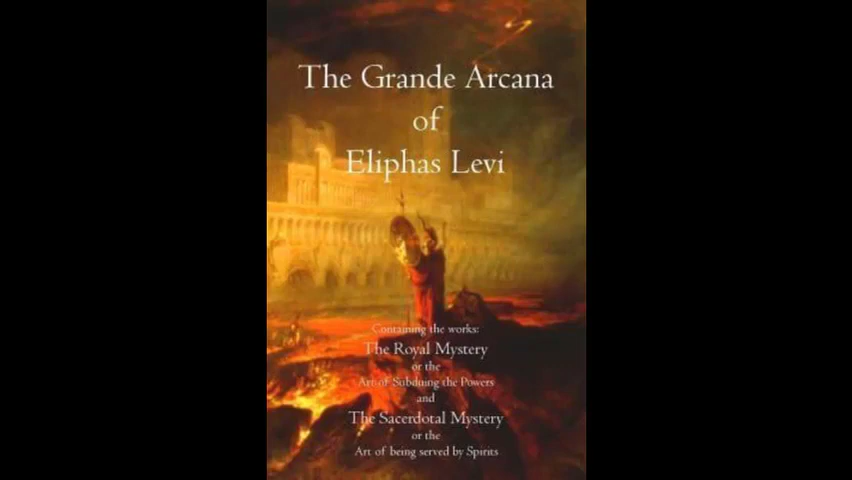 The Grande Arcana
of
Eliphas Levi
Containing the works:
The Royal Mystery
or the
Art of Subduing the Powers
and
The Sacerdotal Mystery
or the
Art of being served by Spirits